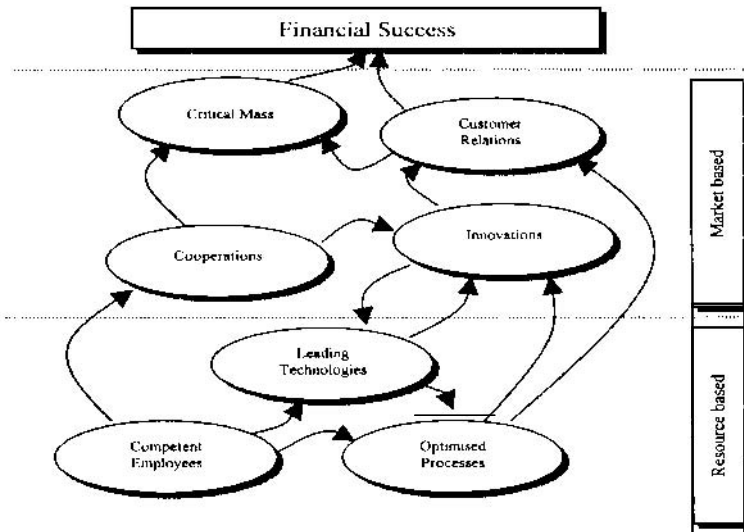 Financial Success
Critical Mass
Customer
Relations
Cooperations
Innovations
Leading
Technologies
Competent
Employees
Optimised
Processes
Market based
Resource based